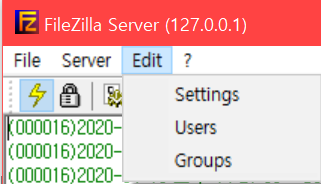 FileZilla Server (127.0.0.1)
File Server Edit ?
Settings
Users
Groups
(000016)2020-
(000016)2020-
(000016)2020-